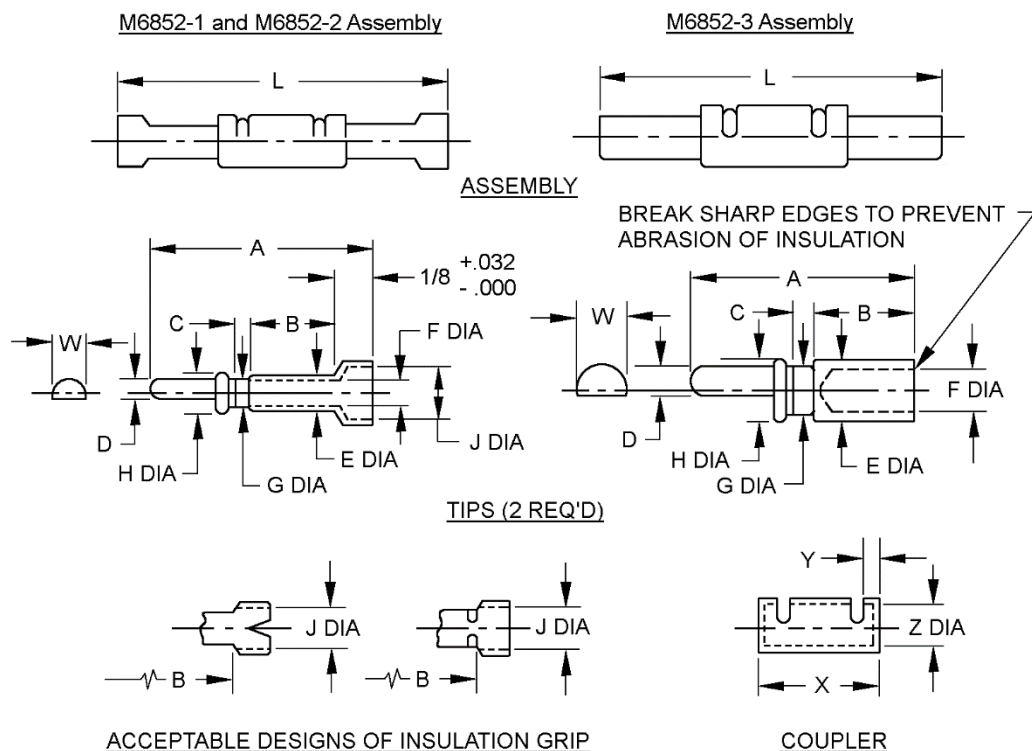 M6852-1 and M6852-2 Assembly
M6852-3 Assembly
L
L
ASSEMBLY
BREAK SHARP EDGES TO PREVENT
ABRASION OF INSULATION
A
1/8 +.032
- .000
A
W
C
B
F DIA
W
C
B
F DIA
D
H DIA
G DIA
E DIA
J DIA
D
H DIA
G DIA
E DIA
TIPS (2 REQ'D)
Y
J DIA
J DIA
Z DIA
B
B
X
ACCEPTABLE DESIGNS OF INSULATION GRIP
COUPLER